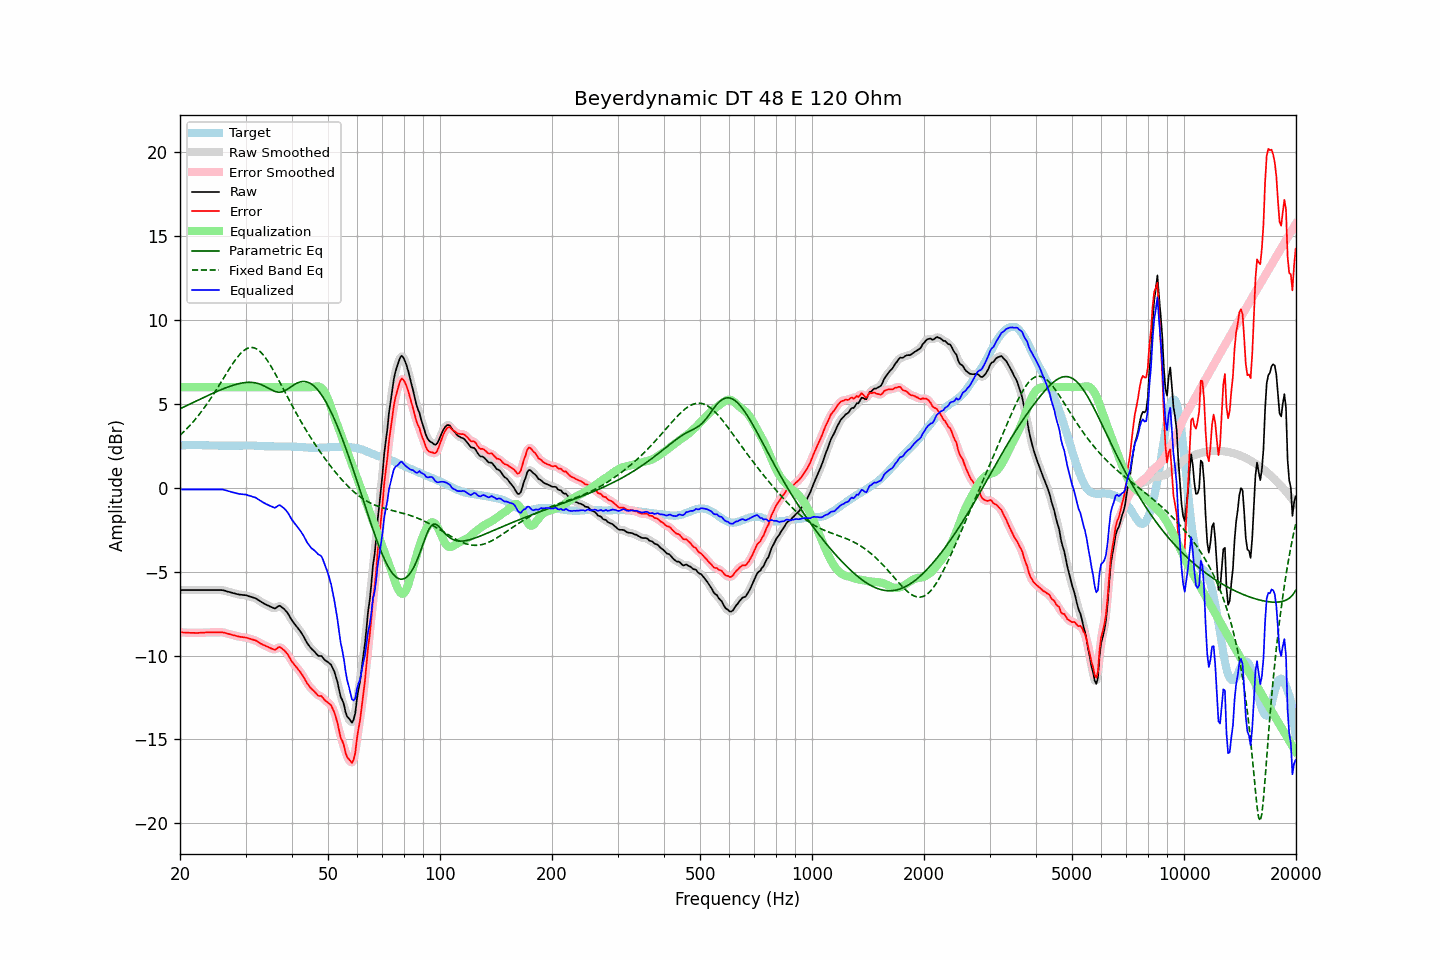 Beyerdynamic DT 48 E 120 Ohm
Target
Raw Smoothed
Error Smoothed
Raw
Error
Equalization
Parametric Eq
Fixed Band Eq
Equalized
Amplitude (dBr)
20
15
10
5
0
−5
−10
−15
−20
20 50 100 200 500 1000 2000 5000 10000 20000
Frequency (Hz)